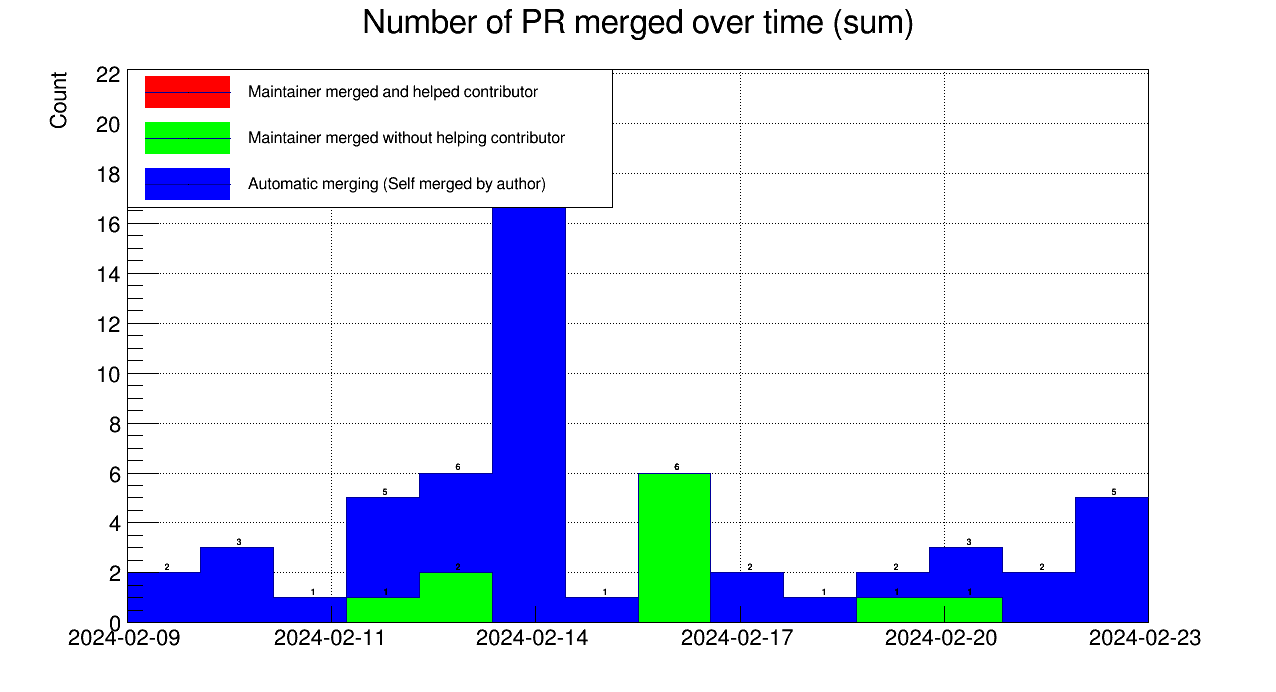 Number of PR merged over time (sum)
Count
22
20
18
16
14
12
10
8
6
4
2
0
Maintainer merged and helped contributor
Maintainer merged without helping contributor
Automatic merging (Self merged by author)
2 3 1 5 6 1 6 2 1 2 3 2 5
1 2 1 1
2024-02-09 2024-02-11 2024-02-14 2024-02-17 2024-02-20 2024-02-23